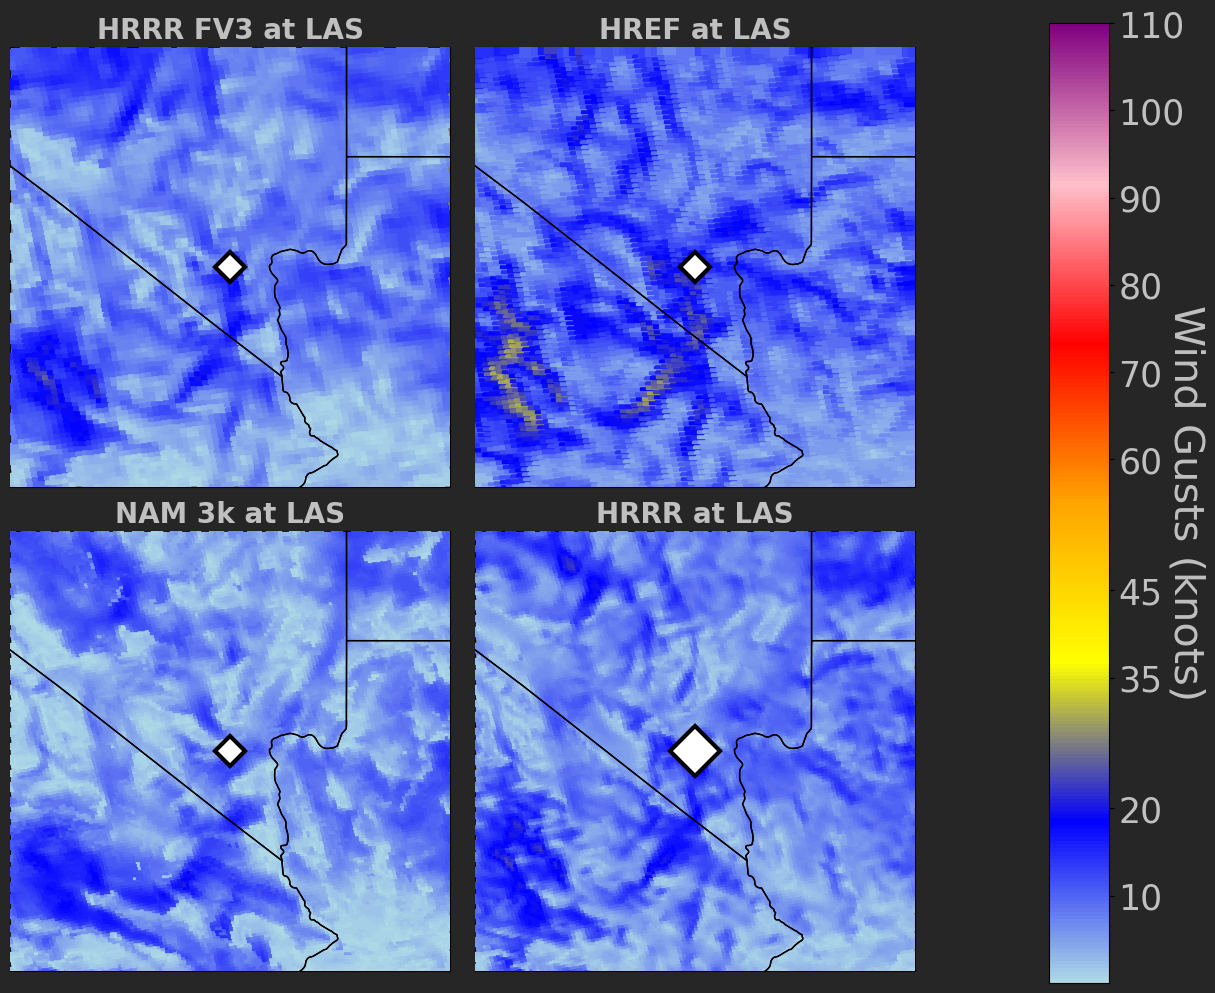 HRRR FV3 at LAS
HREF at LAS
NAM 3k at LAS
HRRR at LAS
110
100
90
80
70
60
45
35
20
10
Wind Gusts (knots)